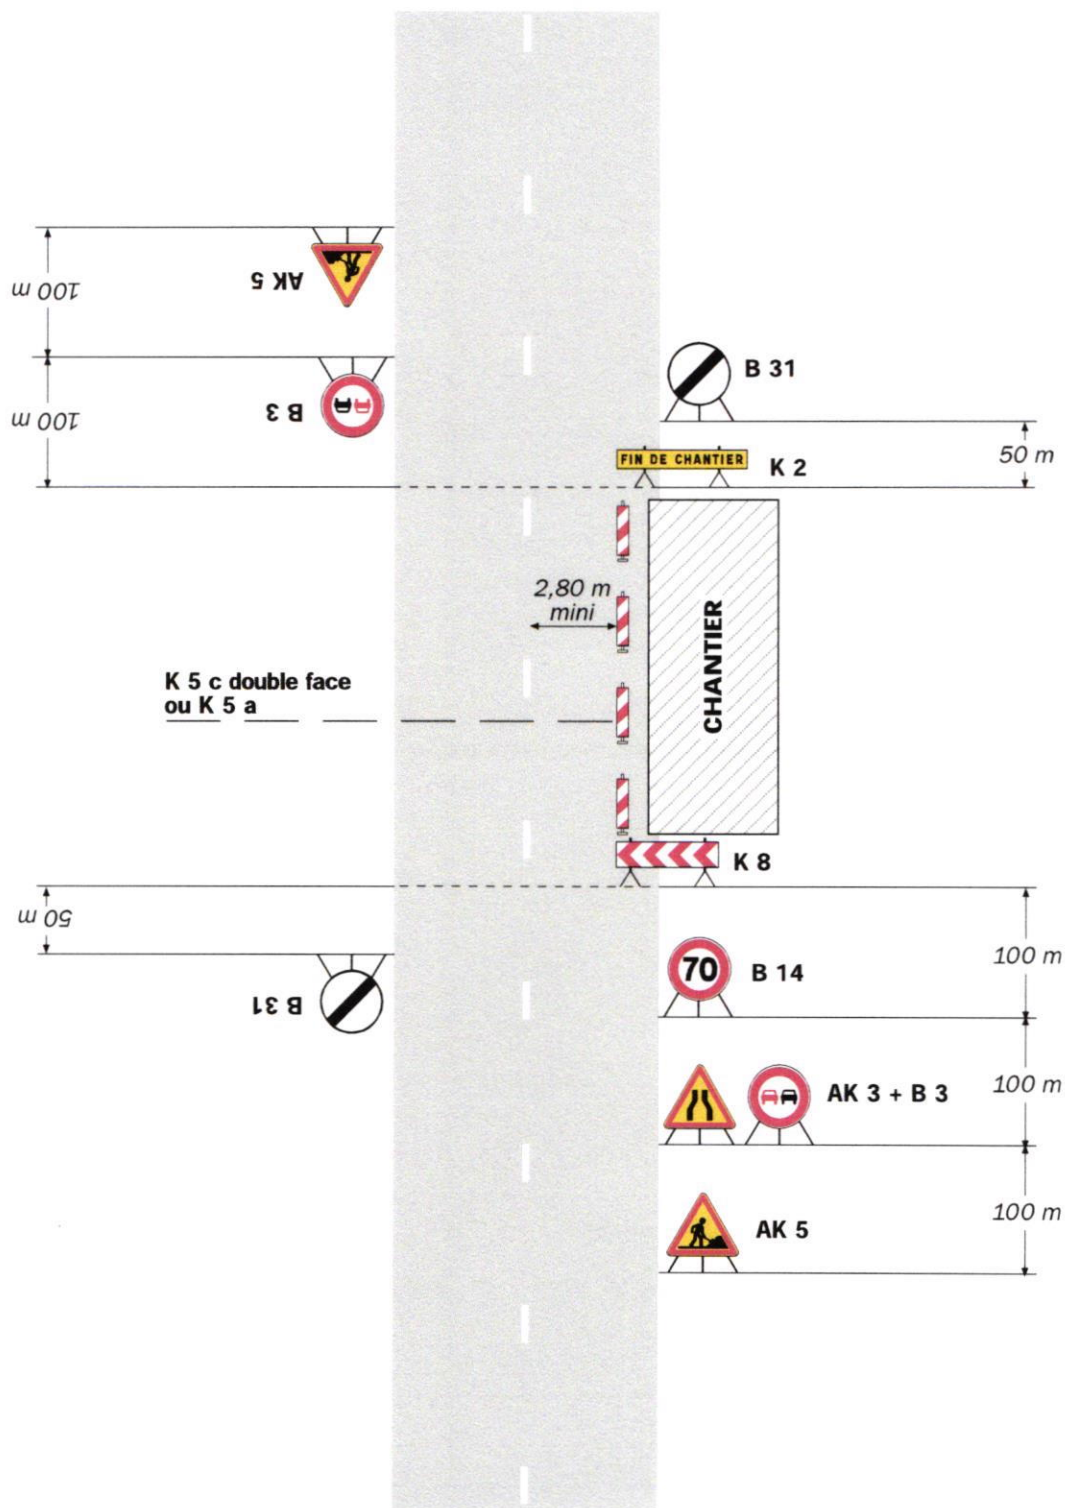 AK 5
100 m
B 3
100 m
B 31
50 m
FIN DE CHANTIER
K 2
2,80 m
mini
CHANTIER
K 5 c double face
ou K 5 a
K 8
50 m
B 31
70
B 14
100 m
AK 3 + B 3
100 m
AK 5
100 m